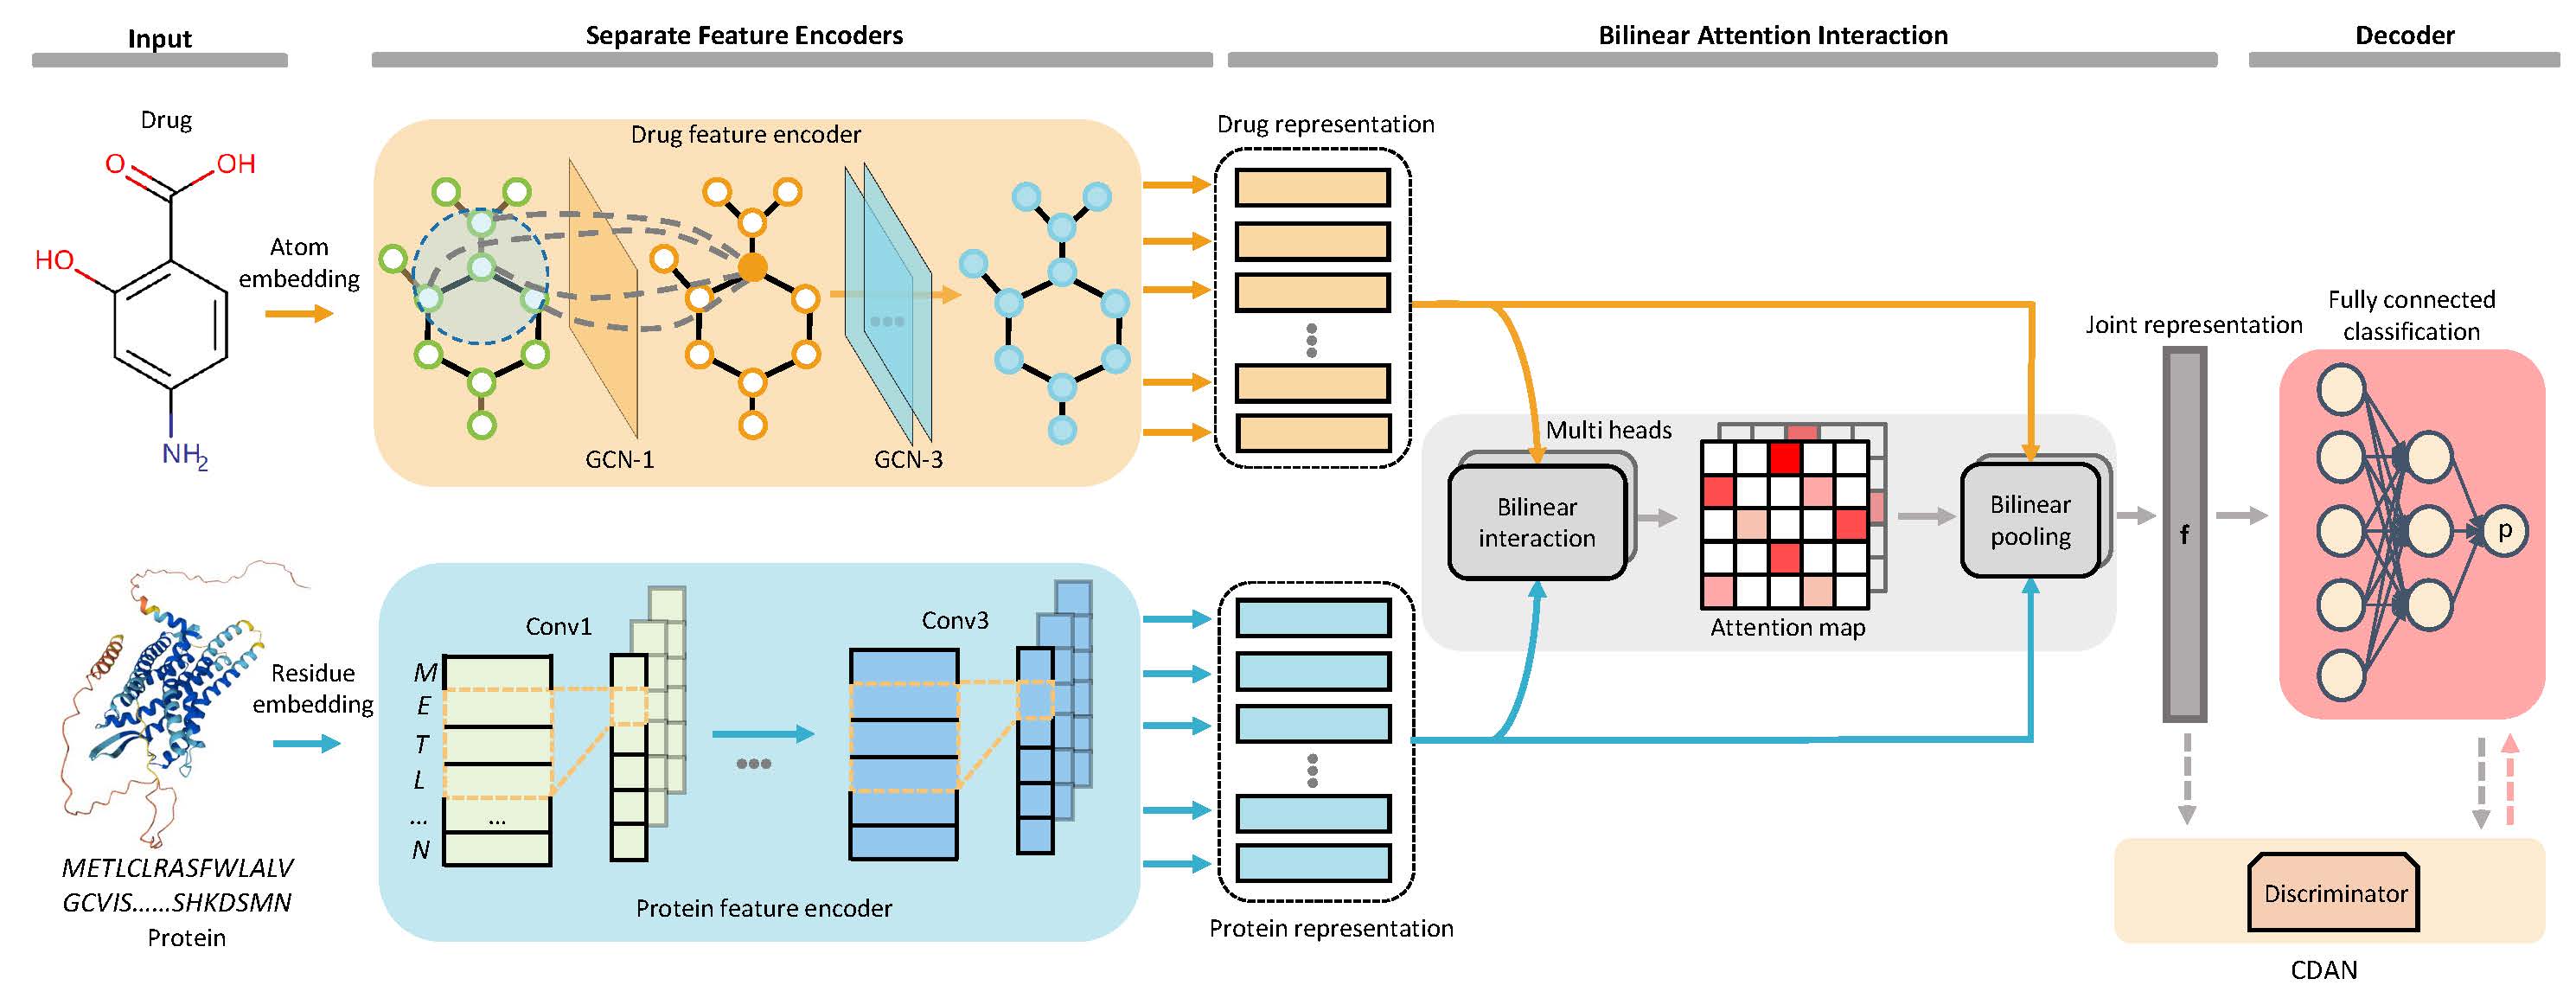 Input
Separate Feature Encoders
Bilinear Attention Interaction
Decoder
Drug
O
OH
HO
NH2
Atom
embedding
Drug feature encoder
GCN-1
GCN-3
Drug representation
Multi heads
Bilinear
interaction
Attention map
Bilinear
pooling
Joint representation
f
Fully connected
classification
p
Residue
embedding
METLCLRASFWLALV
GCVIS......SHKDSMN
Protein
Conv1
Conv3
M
E
T
L
...
...
N
Protein feature encoder
Protein representation
Discriminator
CDAN